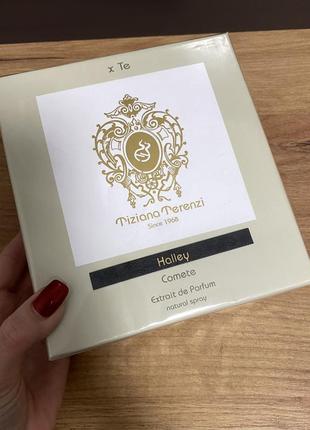 x Te
Tiziana Terenzi
Since 1968
Halley
Comete
Extrait de Parfum
natural spray